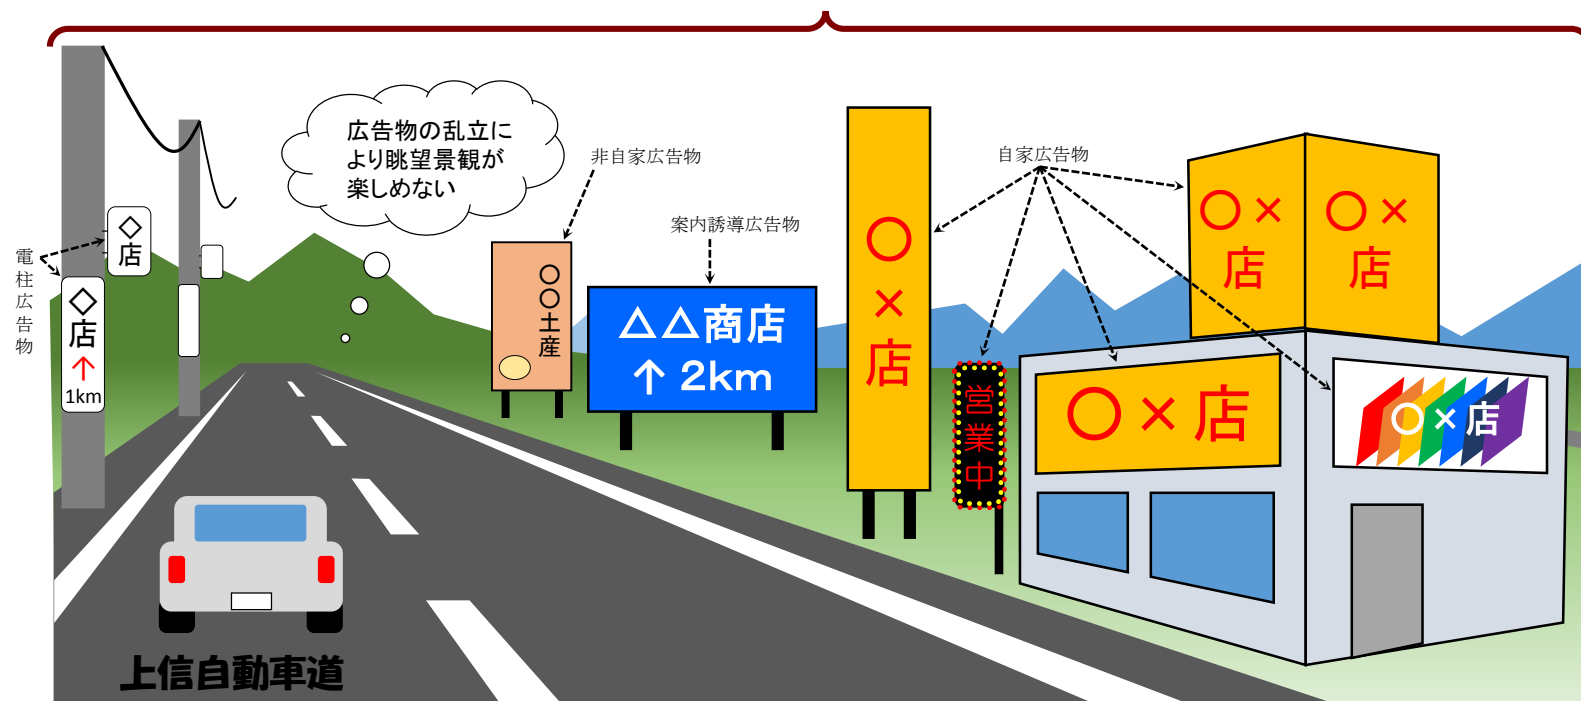 広告物の乱立に
より眺望景観が
楽しめない
非自家広告物
案内誘導広告物
自家広告物
電柱広告物
◇
店
◇
店
↑
1km
〇〇土産
△△商店
↑ 2km
〇×店
営業中
〇×
店
〇×
店
〇×店
〇×店
上信自動車道